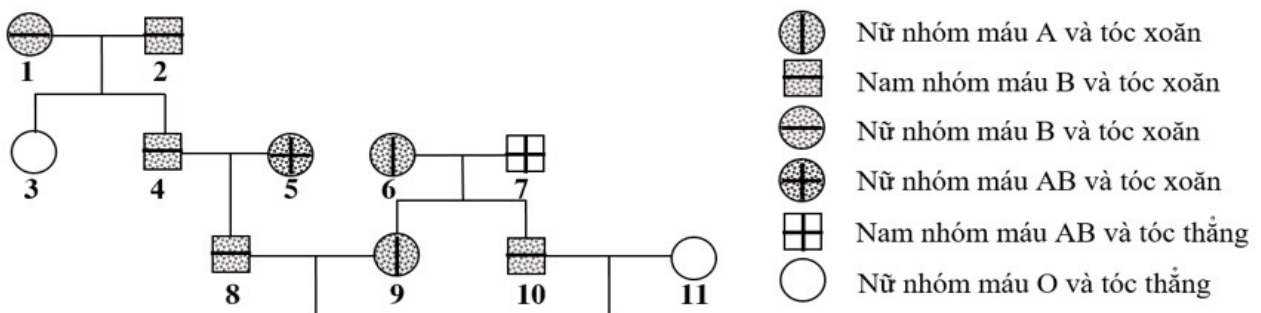 1 2
3 4 5 6 7
8 9 10 11
Nữ nhóm máu A và tóc xoăn
Nam nhóm máu B và tóc xoăn
Nữ nhóm máu B và tóc xoăn
Nữ nhóm máu AB và tóc xoăn
Nam nhóm máu AB và tóc thẳng
Nữ nhóm máu O và tóc thẳng